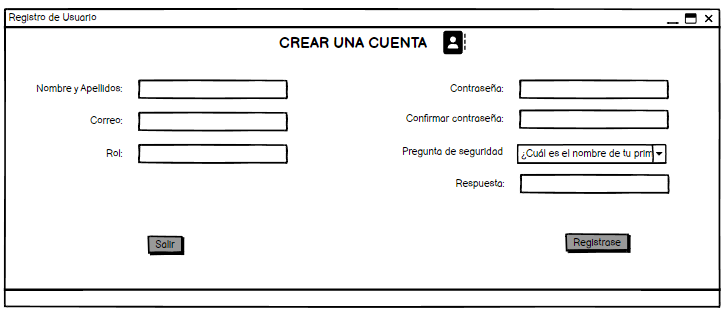 Registro de Usuario
CREAR UNA CUENTA
Nombre y Apellidos:
Correo:
Rol:
Contraseña:
Confirmar contraseña:
Pregunta de seguridad
¿Cuál es el nombre de tu prim
Respuesta:
Salir
Registrase